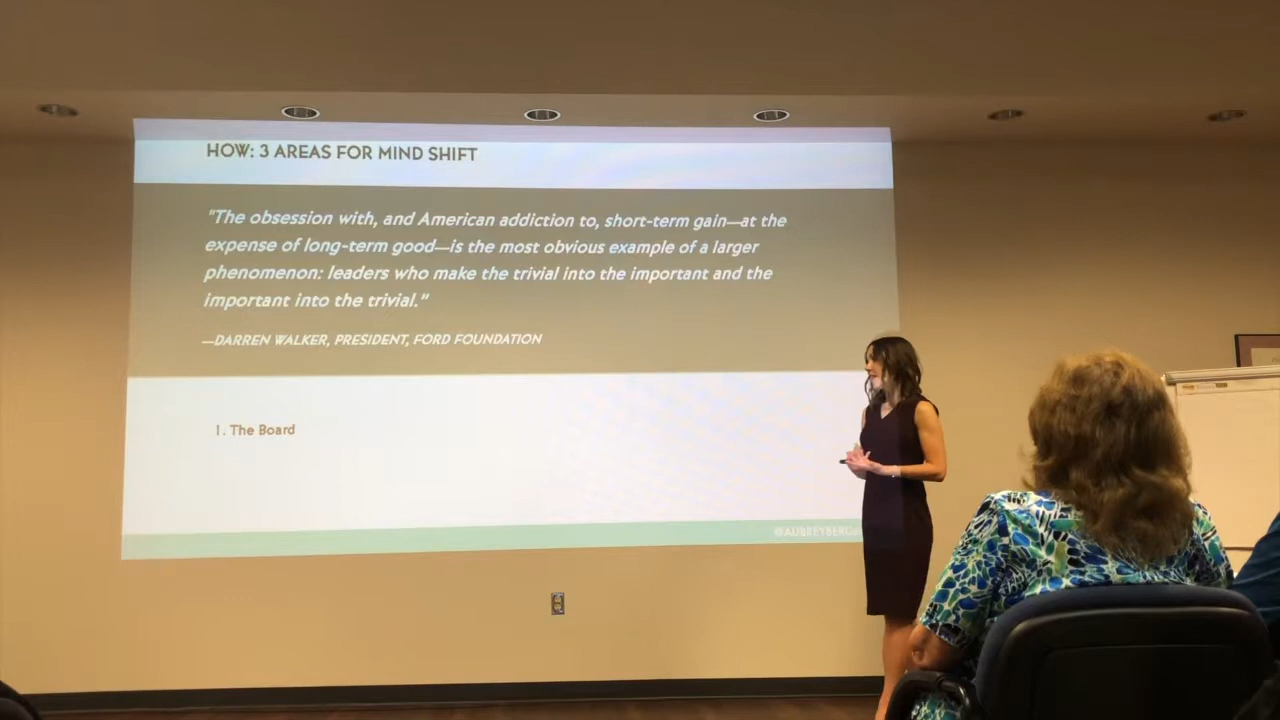 HOW: 3 AREAS FOR MIND SHIFT
"The obsession with, and American addiction to, short-term gain—at the
expense of long-term good—is the most obvious example of a larger
phenomenon: leaders who make the trivial into the important and the
important into the trivial."
—DARREN WALKER, PRESIDENT, FORD FOUNDATION
1. The Board